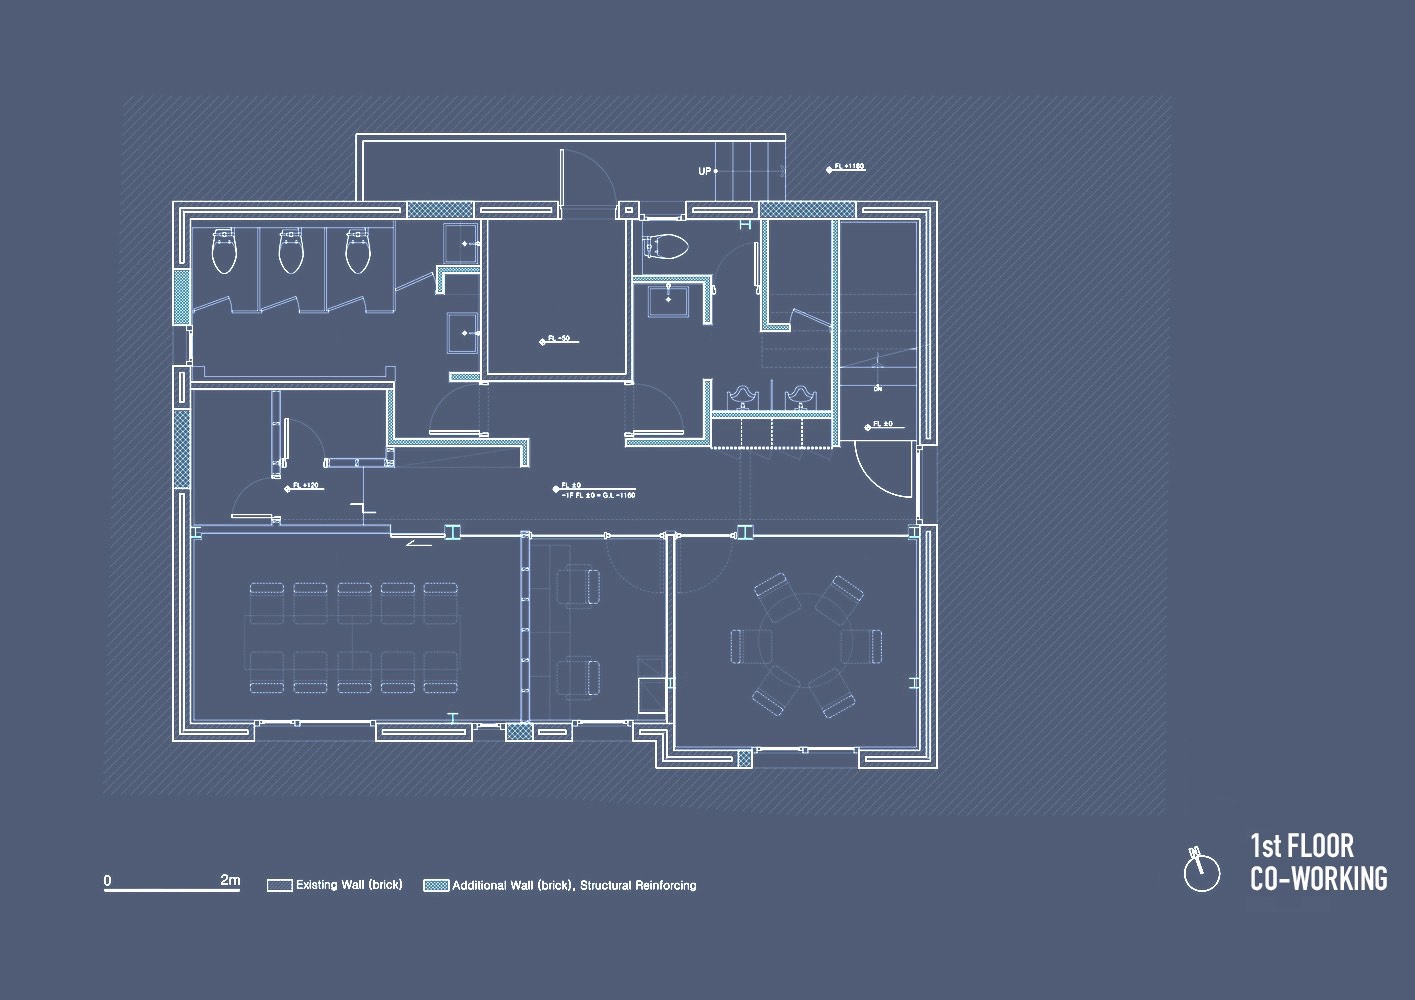 UP
FL +1160
FL -50
DN
FL ±0
FL +120
FL ±0
-1F FL ±0 = G.L -1160
0 2m
Existing Wall (brick)
Additional Wall (brick), Structural Reinforcing
1st FLOOR
CO-WORKING